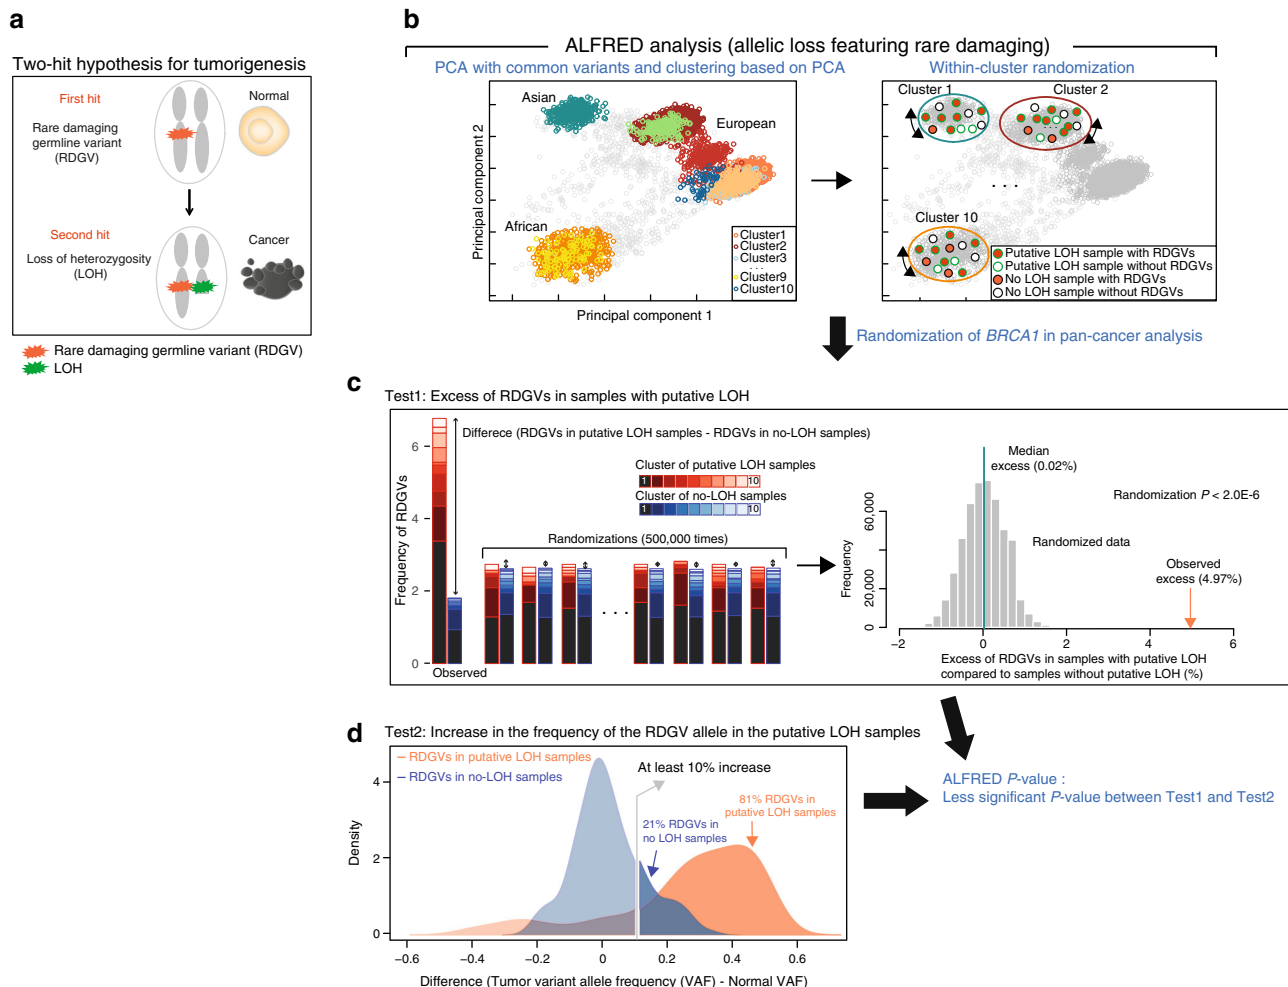 a
Two-hit hypothesis for tumorigenesis
First hit
Normal
Rare damaging
germline variant
(RDGV)
Second hit
Loss of heterozygosity
(LOH)
Cancer
Rare damaging germline variant (RDGV)
LOH
b
ALFRED analysis (allelic loss featuring rare damaging)
PCA with common variants and clustering based on PCA
Within-cluster randomization
Asian
European
African
Principal component 2
Principal component 1
Cluster1
Cluster2
Cluster3
...
Cluster9
Cluster10
Cluster 1
Cluster 2
...
. . .
Cluster 10
Putative LOH sample with RDGVs
Putative LOH sample without RDGVs
No LOH sample with RDGVs
No LOH sample without RDGVs
Randomization of BRCA1 in pan-cancer analysis
c
Test1: Excess of RDGVs in samples with putative LOH
Differece (RDGVs in putative LOH samples - RDGVs in no-LOH samples)
Cluster of putative LOH samples
1 10
Cluster of no-LOH samples
1 10
Randomizations (500,000 times)
. . .
Frequency of RDGVs
6
4
2
0
Observed
Median
excess (0.02%)
Randomization P < 2.0E-6
Randomized data
Observed
excess (4.97%)
Frequency
60,000
20,000
0
−2 0 2 4 6
Excess of RDGVs in samples with putative LOH
compared to samples without putative LOH (%)
d
Test2: Increase in the frequency of the RDGV allele in the putative LOH samples
RDGVs in putative LOH samples
RDGVs in no-LOH samples
At least 10% increase
81% RDGVs in
putative LOH samples
21% RDGVs in
no LOH samples
Density
4
2
0
−0.6 −0.4 −0.2 0 0.2 0.4 0.6
Difference (Tumor variant allele frequency (VAF) - Normal VAF)
ALFRED P-value :
Less significant P-value between Test1 and Test2